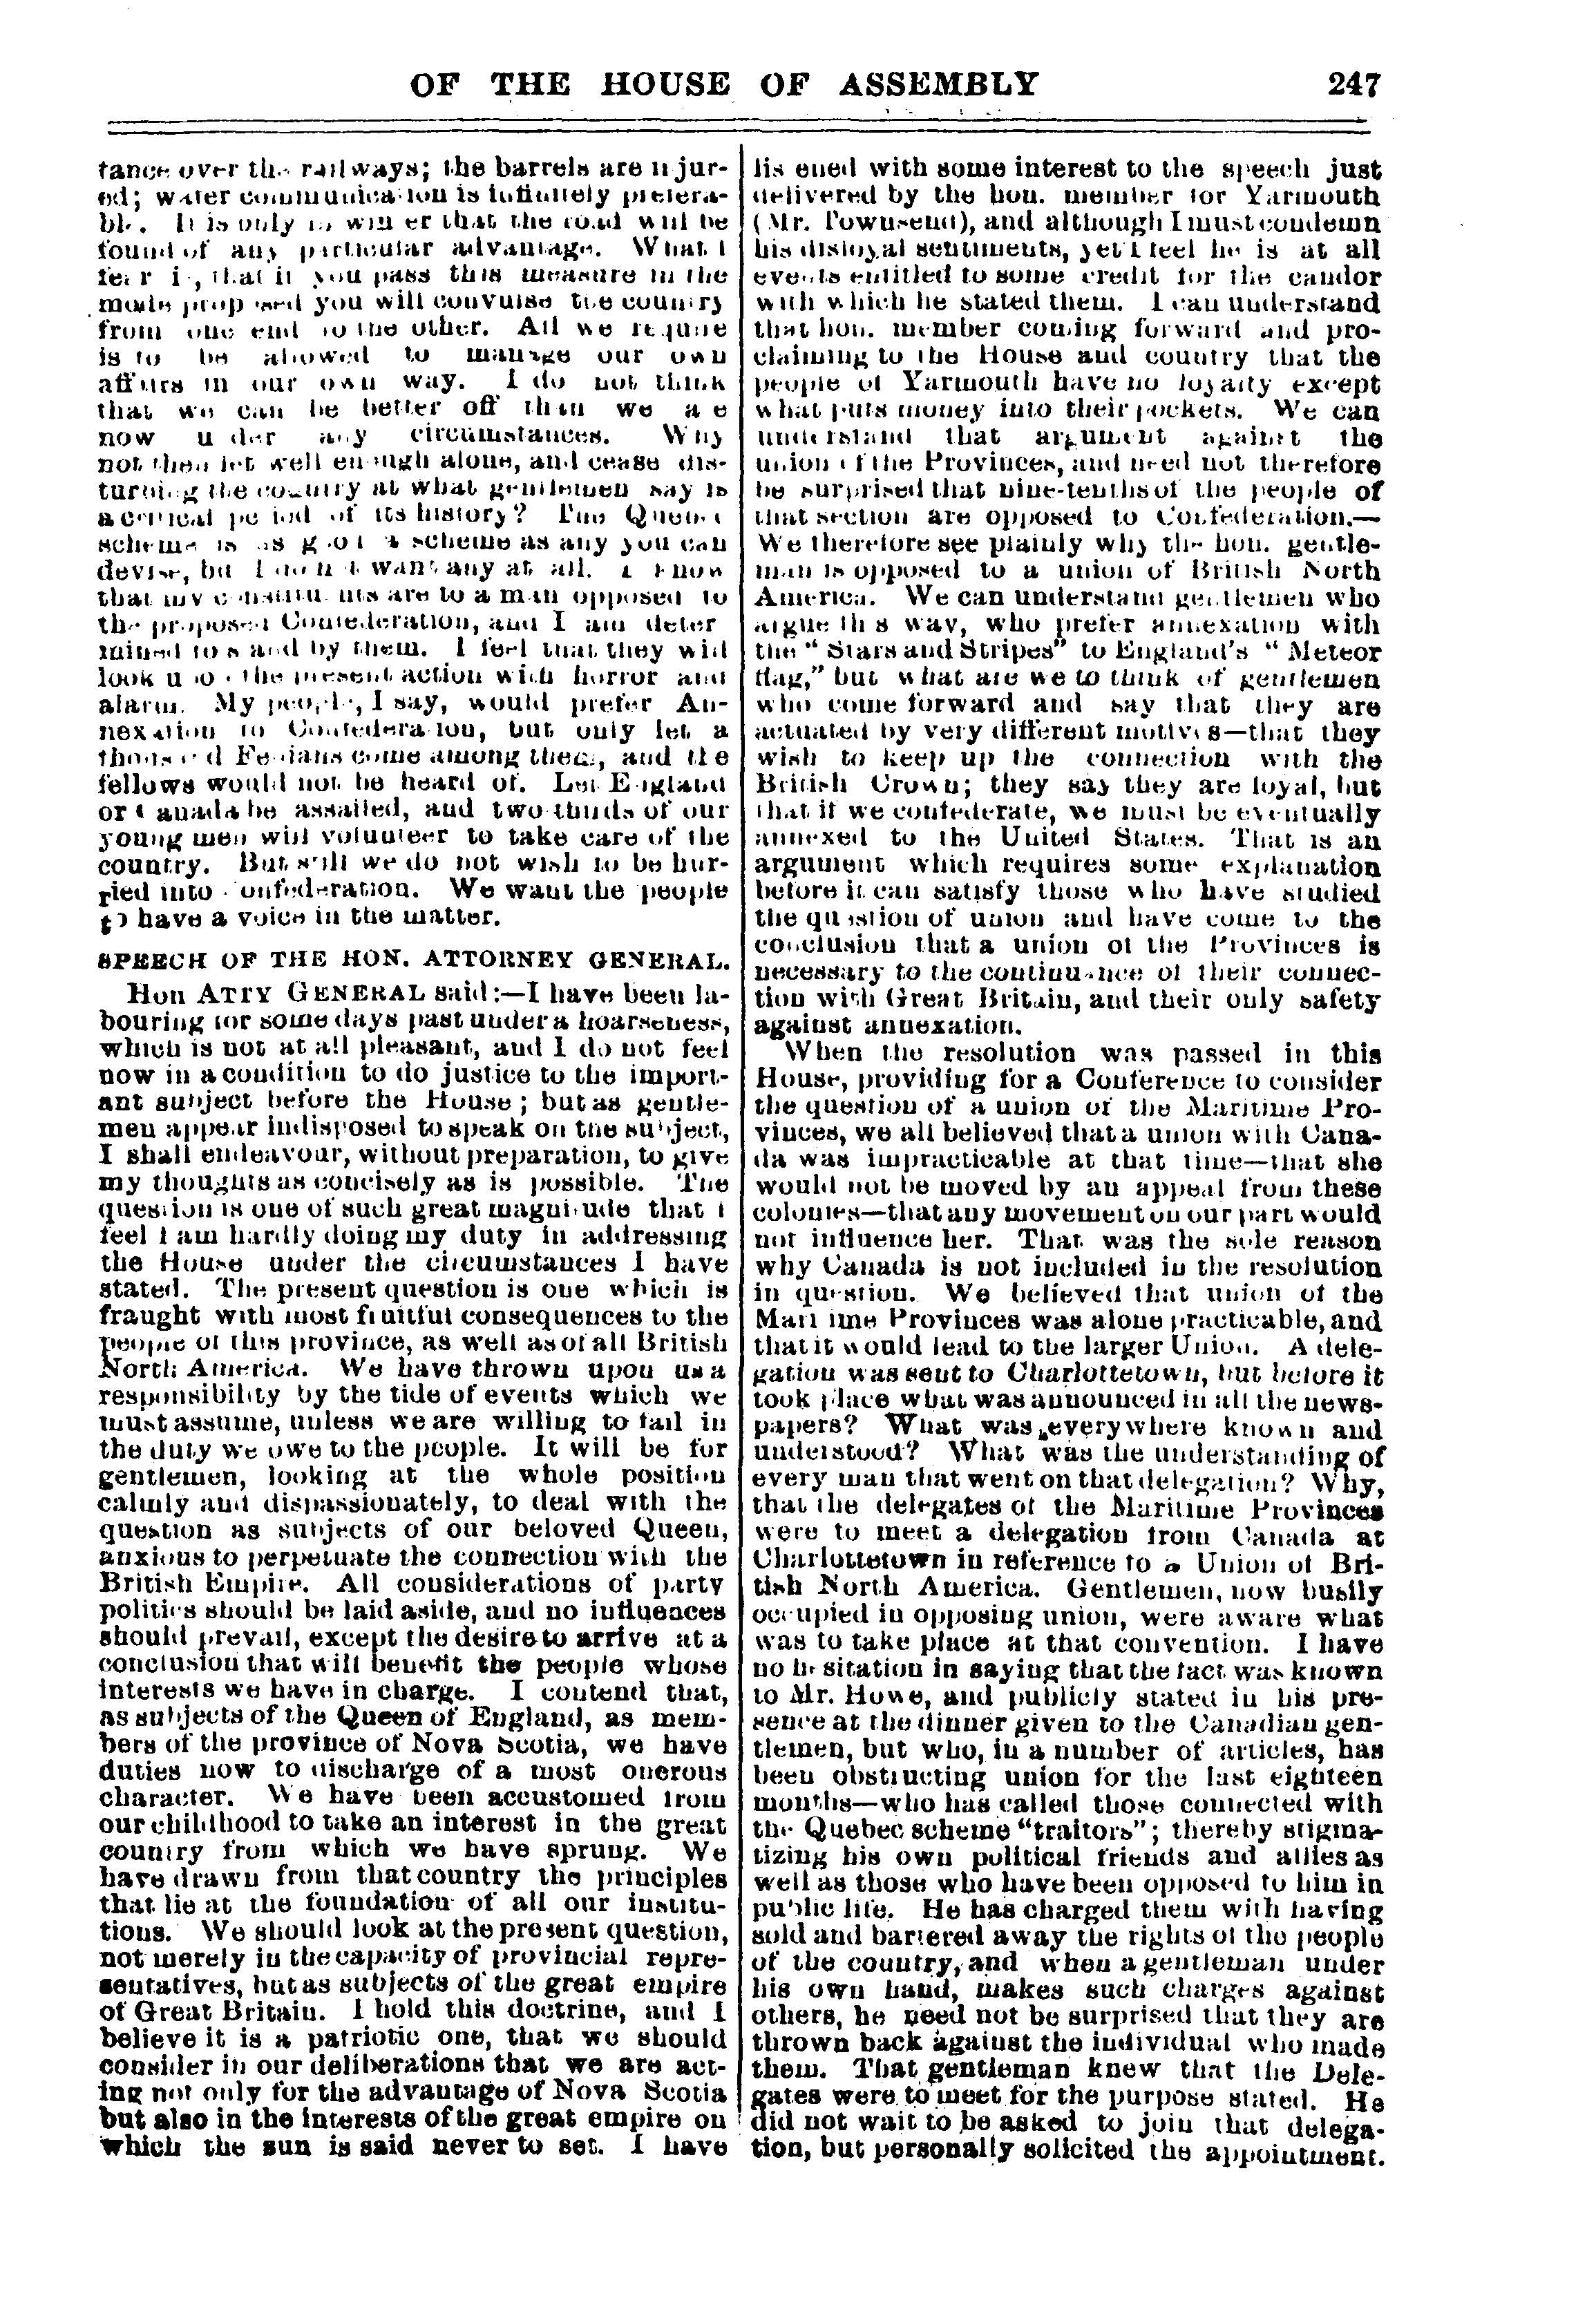 OF THE HOUSE OF ASSEMBLY 247
tance over the railways; the barrels are injur-
ed; water communication is infinitely prefera-
ble. It is only in winter that the road will be
found of any particular advantage. What I
fear is, that if you pass this measure in the
mode proposed you will convulse the country
from one end to the other. All we require
is to be allowed to manage our own
affairs in our own way. I do not think
that we can be better off than we are
now under any circumstances. Why
not then let well enough alone, and cease dis-
turbing the country at what gentlemen say is
a critical period of its history? The Quebec
scheme is as good a scheme as any you can
devise, but I do not want any at all. I know
that my constituents are to a man opposed to
the proposed Confederation, and I am deter
mined to stand by them. I feel that they will
look upon the present action with horror and
alarm. My people, I say, would prefer An-
nexation to Confederation, but only let a
thousand Fenians come among them, and the
fellows would not be heard of. Let England
or Canada be assailed, and two thirds of our
young men will volunteer to take care of the
country. But still we do not wish to be hur-
ried into Confederation. We want the people
to have a voice in the matter.
SPEECH OF THE HON. ATTORNEY GENERAL.
Hon ATTY GENERAL said:—I have been la-
bouring for some days past under a hoarseness,
which is not at all pleasant, and I do not feel
now in a condition to do justice to the import-
ant subject before the House; but as gentle-
men appear indisposed to speak on the subject,
I shall endeavour, without preparation, to give
my thoughts as concisely as is possible. The
question is one of such great magnitude that I
feel I am hardly doing my duty in addressing
the House under the circumstances I have
stated. The present question is one which is
fraught with most fruitful consequences to the
people of this province, as well as of all British
North America. We have thrown upon us a
responsibility by the tide of events which we
must assume, unless we are willing to fail in
the duty we owe to the people. It will be for
gentlemen, looking at the whole position
calmly and dispassionately, to deal with the
question as subjects of our beloved Queen,
anxious to perpetuate the connection with the
British Empire. All considerations of party
politics should be laid aside, and no influences
should prevail, except the desire to arrive at a
conclusion that will benefit the people whose
interests we have in charge. I contend that,
as subjects of the Queen of England, as mem-
bers of the province of Nova Scotia, we have
duties now to discharge of a most onerous
character. We have been accustomed from
our childhood to take an interest in the great
country from which we have sprung. We
have drawn from that country the principles
that lie at the foundation of all our institu-
tions. We should look at the present question,
not merely in the capacity of provincial repre-
sentatives, but as subjects of the great empire
of Great Britain. I hold this doctrine, and I
believe it is a patriotic one, that we should
consider in our deliberations that we are act-
ing not only for the advantage of Nova Scotia
but also in the interests of the great empire on
which the sun is said never to set. I have
listened with some interest to the speech just
delivered by the hon. member for Yarmouth
(Mr. Townsend), and although I must condemn
his disloyal sentiments, yet I feel he is at all
events entitled to some credit for the candor
with which he stated them. I can understand
that hon. member coming forward and pro-
claiming to the House and country that the
people of Yarmouth have no loyalty except
what puts money into their pockets. We can
understand that argument against the
union of the Provinces, and need not therefore
be surprised that nine-tenths of the people of
that section are opposed to Confederation.—
We therefore see plainly why the hon. gentle-
man is opposed to a union of British North
America. We can understand gentlemen who
argue this way, who prefer annexation with
the "Stars and Stripes" to England's "Meteor
flag," but what are we to think of gentlemen
who come forward and say that they are
actuated by very different motives—that they
wish to keep up the connection with the
British Crown; they say they are loyal, but
that if we confederate, we must be eventually
annexed to the United States. That is an
argument which requires some explanation
before it can satisfy those who have studied
the question of union and have come to the
conclusion that a union of the Provinces is
necessary to the continuance of their connec-
tion with Great Britain, and their only safety
against annexation.
When the resolution was passed in this
House, providing for a Conference to consider
the question of a union of the Maritime Pro-
vinces, we all believed that a union with Cana-
da was impracticable at that time—that she
would not be moved by an appeal from these
colonies—that any movement on our part would
not influence her. That was the sole reason
why Canada is not included in the resolution
in question. We believed that union of the
Maritime Provinces was alone practicable, and
that it would lead to the larger Union. A dele-
gation was sent to Charlottetown, but before it
took place what was announced in all the news-
papers? What was everywhere known and
understood? What was the understanding of
every man that went on that delegation? Why,
that the delegates of the Maritime Provinces
were to meet a delegation from Canada at
Charlottetown in reference to a Union of Bri-
tish North America. Gentlemen, now busily
occupied in opposing union, were aware what
was to take place at that convention. I have
no hesitation in saying that the fact was known
to Mr. Howe, and publicly stated in his pre-
sence at the dinner given to the Canadian gen-
tlemen, but who, in a number of articles, has
been obstructing union for the last eighteen
months—who has called those connected with
the Quebec scheme "traitors"; thereby stigma-
tizing his own political friends and allies as
well as those who have been opposed to him in
public life. He has charged them with having
sold and bartered away the rights of the people
of the country, and when a gentleman under
his own hand, makes such charges against
others, he need not be surprised that they are
thrown back against the individual who made
them. That gentleman knew that the Dele-
gates were to meet for the purpose stated. He
did not wait to be asked to join that delega-
tion, but personally solicited the appointment.